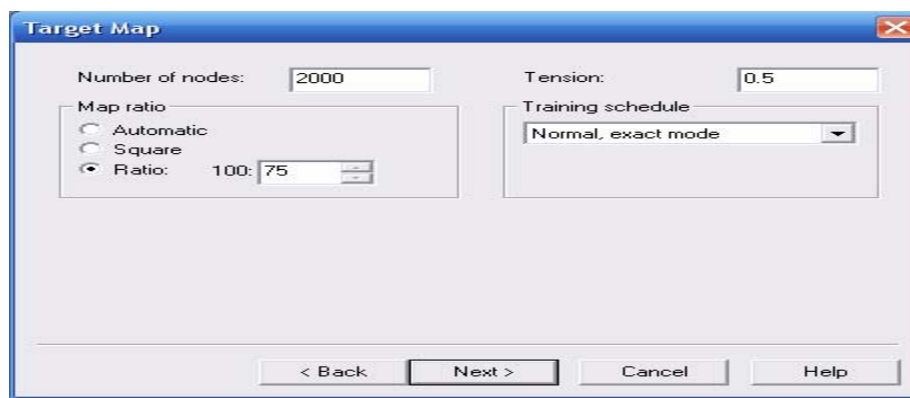 Target Map
Number of nodes: 2000
Tension: 0.5
Map ratio
Automatic
Square
Ratio: 100: 75
Training schedule
Normal, exact mode
< Back Next > Cancel Help